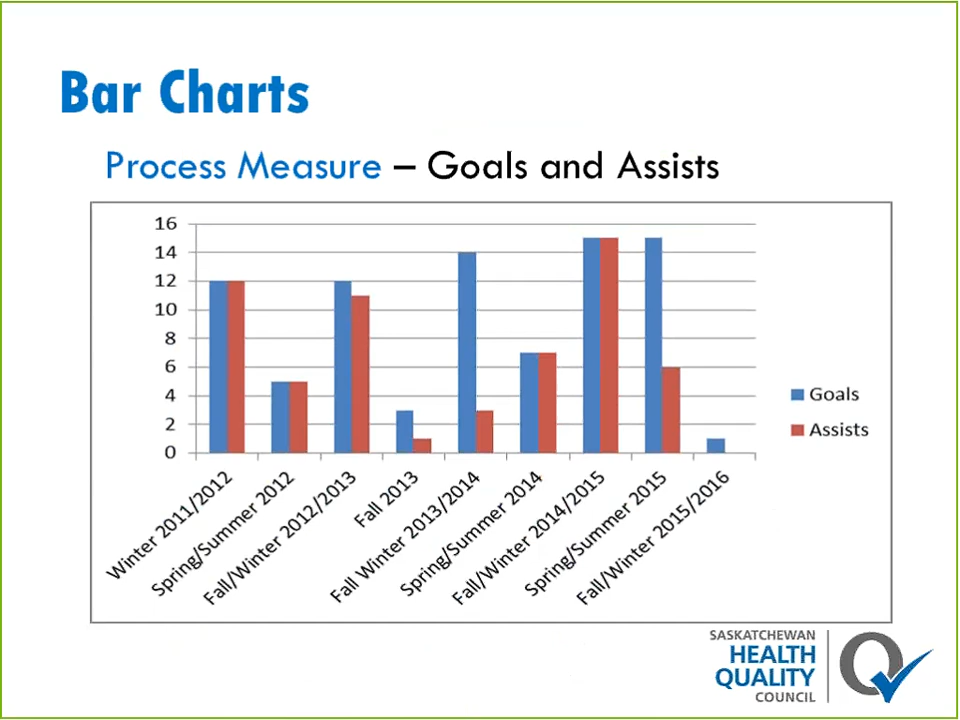 Bar Charts
Process Measure – Goals and Assists
16
14
12
10
8
6
4
2
0
Goals
Assists
Winter 2011/2012
Spring/Summer 2012
Fall/Winter 2012/2013
Fall 2013
Fall Winter 2013/2014
Spring/Summer 2014
Fall/Winter 2014/2015
Spring/Summer 2015
Fall/Winter 2015/2016
SASKATCHEWAN
HEALTH
QUALITY
COUNCIL